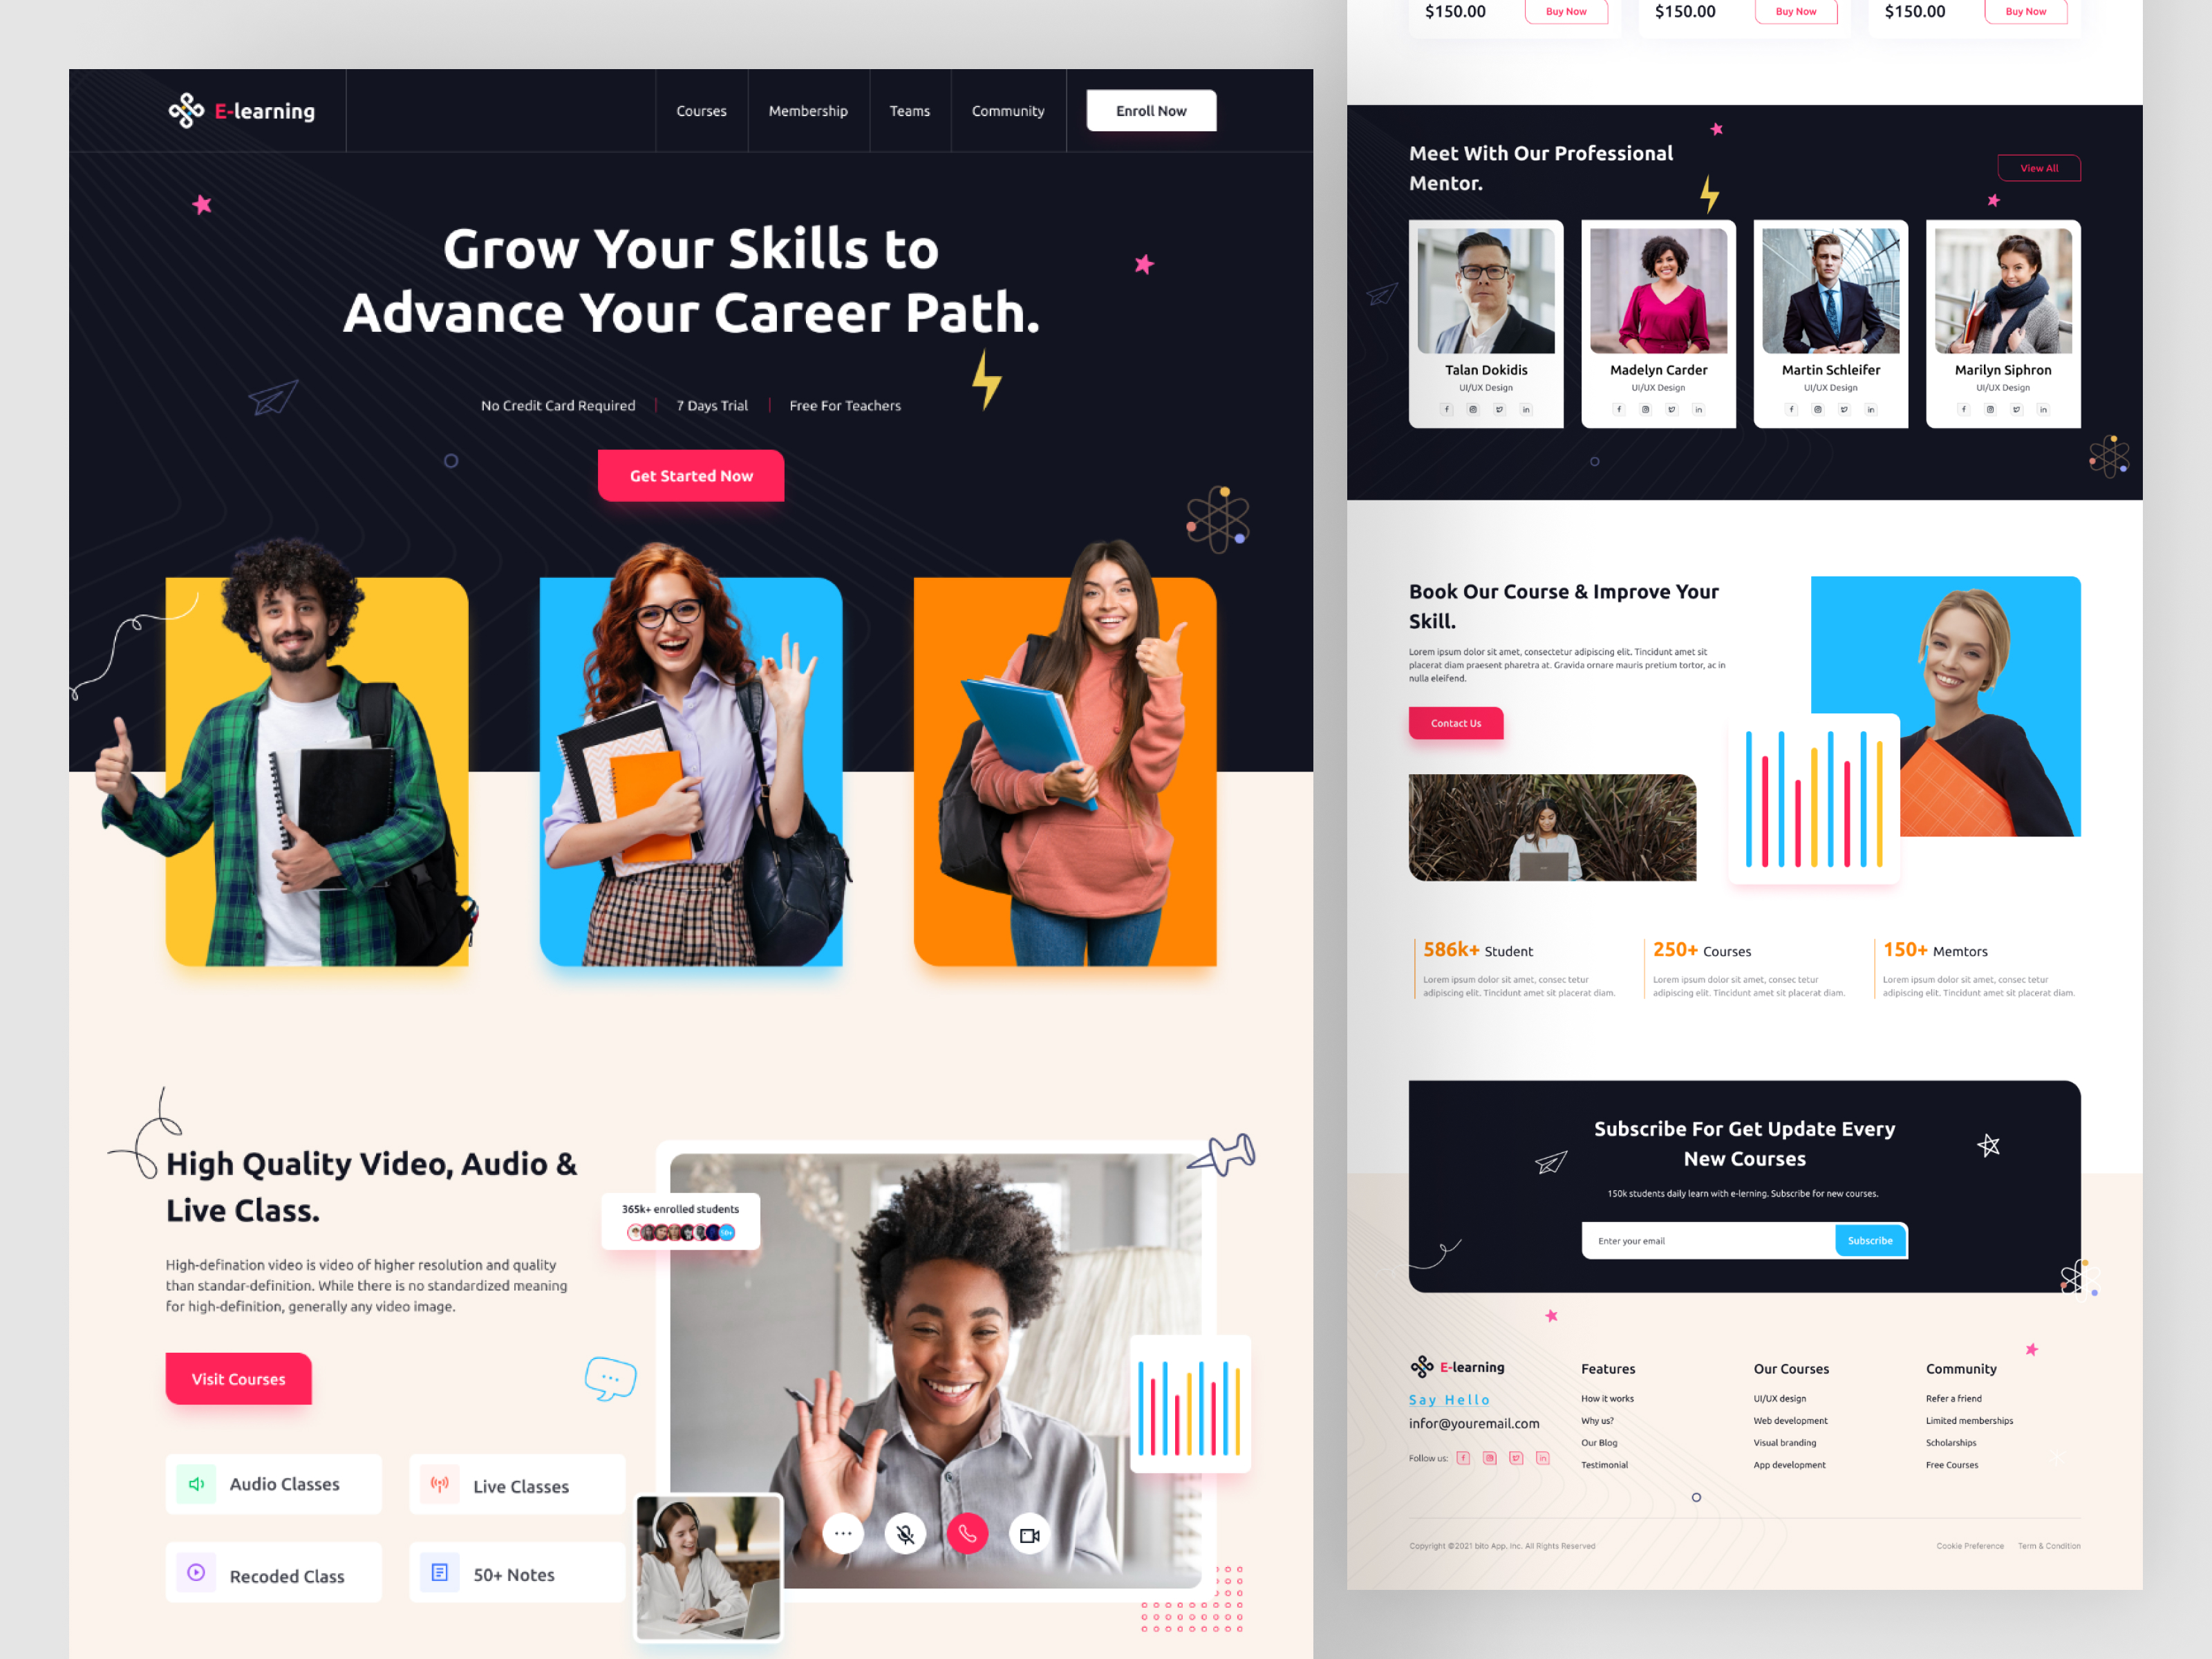 E-learning
Courses
Membership
Teams
Community
Enroll Now
Grow Your Skills to
Advance Your Career Path.
No Credit Card Required
7 Days Trial
Free For Teachers
Get Started Now
High Quality Video, Audio &
Live Class.
High-defination video is video of higher resolution and quality
than standar-definition. While there is no standardized meaning
for high-definition, generally any video image.
Visit Courses
Audio Classes
Live Classes
Recoded Class
50+ Notes
365k+ enrolled students
50+
$150.00
Buy Now
$150.00
Buy Now
$150.00
Buy Now
Meet With Our Professional
Mentor.
View All
Talan Dokidis
UI/UX Design
Madelyn Carder
UI/UX Design
Martin Schleifer
UI/UX Design
Marilyn Siphron
UI/UX Design
Book Our Course & Improve Your
Skill.
Lorem ipsum dolor sit amet, consectetur adipiscing elit. Tincidunt amet sit
placerat diam praesent pharetra at. Gravida ornare mauris pretium tortor, ac in
nulla eleifend.
Contact Us
586k+ Student
Lorem ipsum dolor sit amet, consec tetur
adipiscing elit. Tincidunt amet sit placerat diam.
250+ Courses
Lorem ipsum dolor sit amet, consec tetur
adipiscing elit. Tincidunt amet sit placerat diam.
150+ Memtors
Lorem ipsum dolor sit amet, consec tetur
adipiscing elit. Tincidunt amet sit placerat diam.
Subscribe For Get Update Every
New Courses
150k students daily learn with e-lerning. Subscribe for new courses.
Enter your email
Subscribe
E-learning
Say Hello
infor@youremail.com
Follow us:
Features
How it works
Why us?
Our Blog
Testimonial
Our Courses
UI/UX design
Web development
Visual branding
App development
Community
Refer a friend
Limited memberships
Scholarships
Free Courses
Copyright ©2021 bito App, Inc. All Rights Reserved
Cookie Preference
Term & Condition